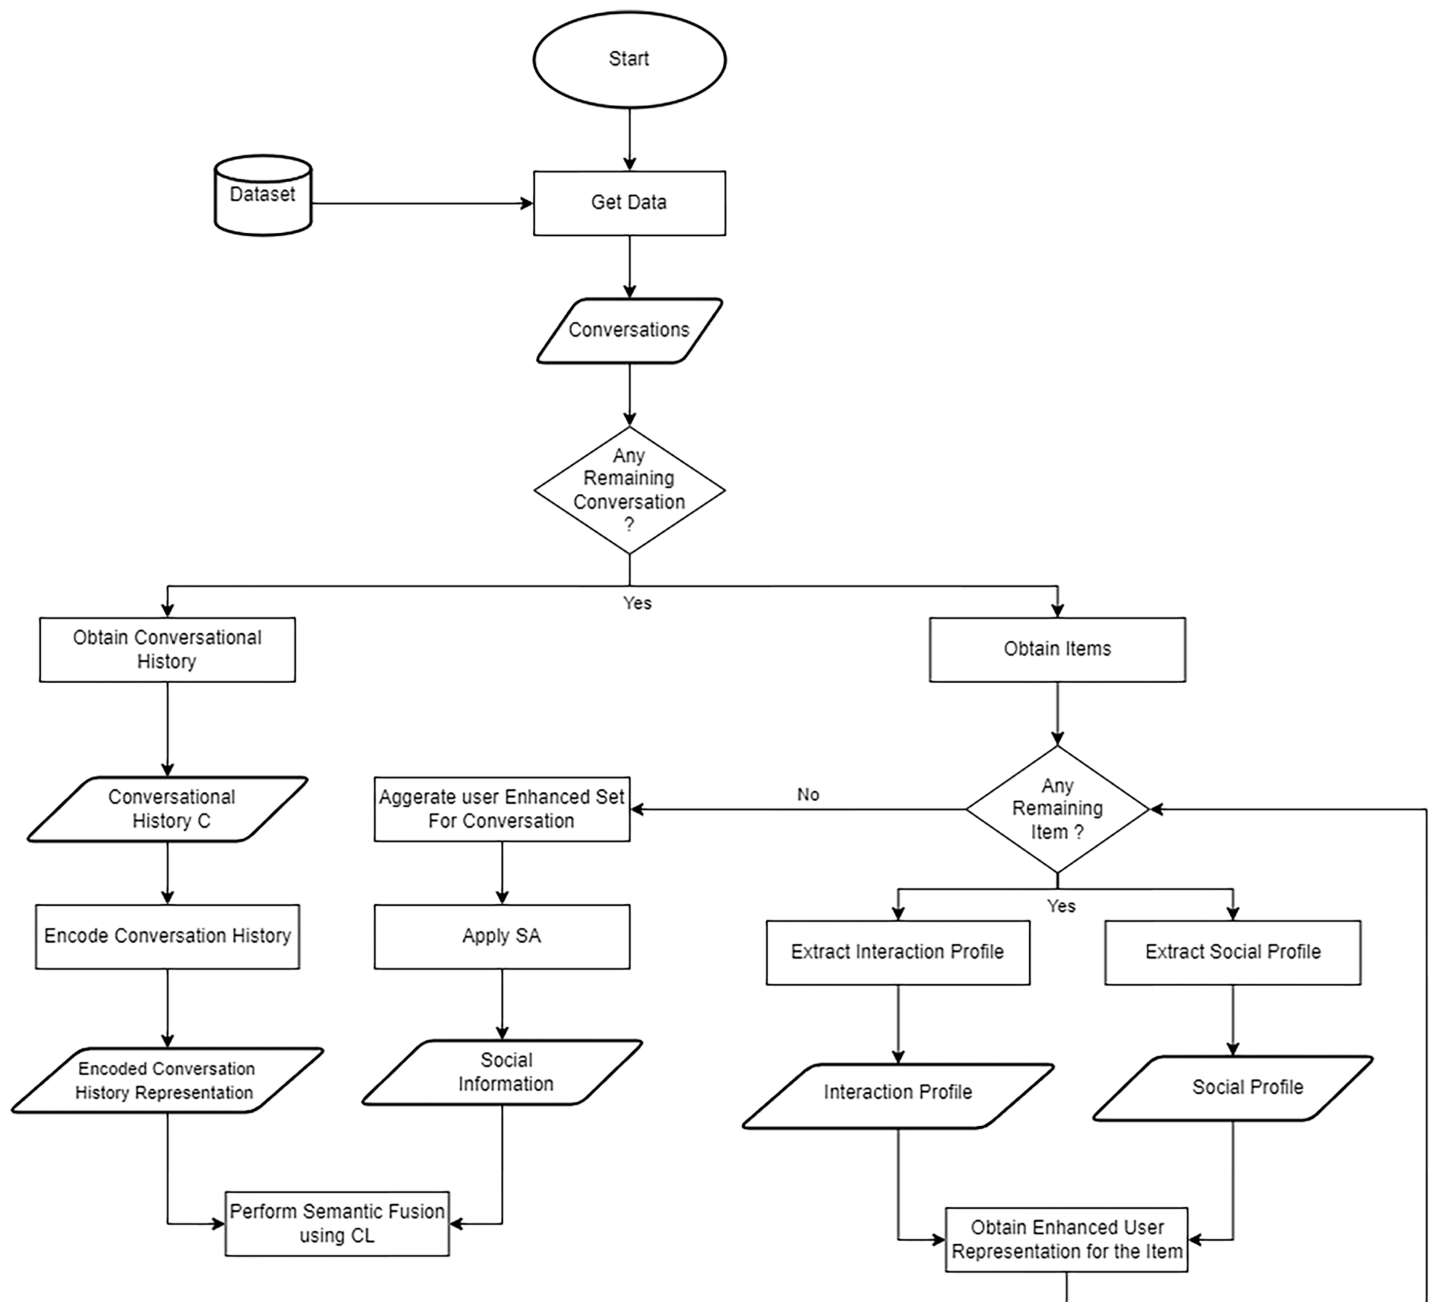 Start
Dataset
Get Data
Conversations
Any
Remaining
Conversation
?
Yes
Obtain Conversational
History
Obtain Items
Conversational
History C
Aggerate user Enhanced Set
For Conversation
No
Any
Remaining
Item ?
Yes
Encode Conversation History
Apply SA
Extract Interaction Profile
Extract Social Profile
Encoded Conversation
History Representation
Social
Information
Interaction Profile
Social Profile
Perform Semantic Fusion
using CL
Obtain Enhanced User
Representation for the Item